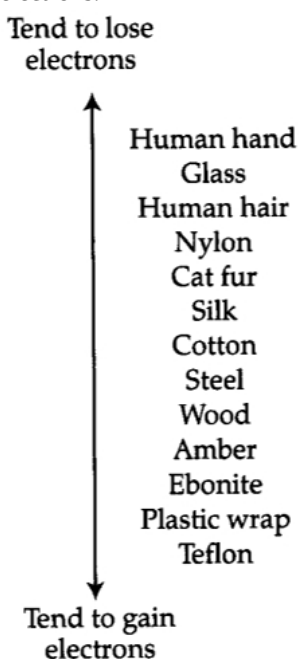 Tend to lose
electrons
Human hand
Glass
Human hair
Nylon
Cat fur
Silk
Cotton
Steel
Wood
Amber
Ebonite
Plastic wrap
Teflon
Tend to gain
electrons